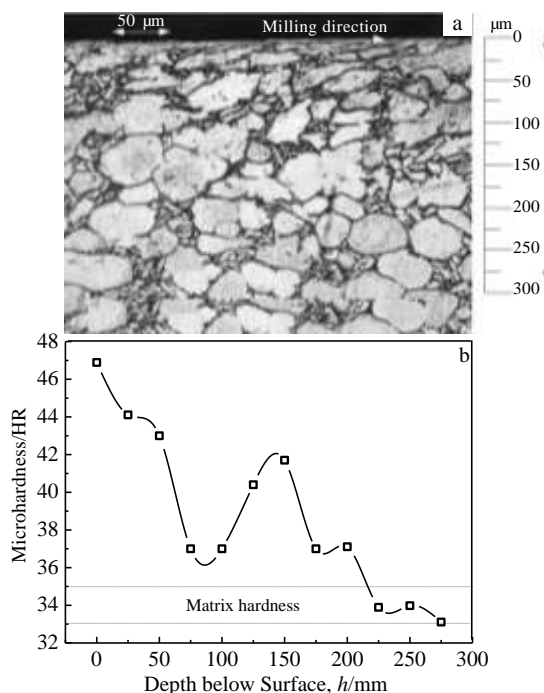 50 μm
Milling direction
a
μm
0
50
100
150
200
250
300
b
48
46
44
42
40
38
36
34
32
Microhardness/HR
Matrix hardness
0 50 100 150 200 250 300
Depth below Surface, h/mm